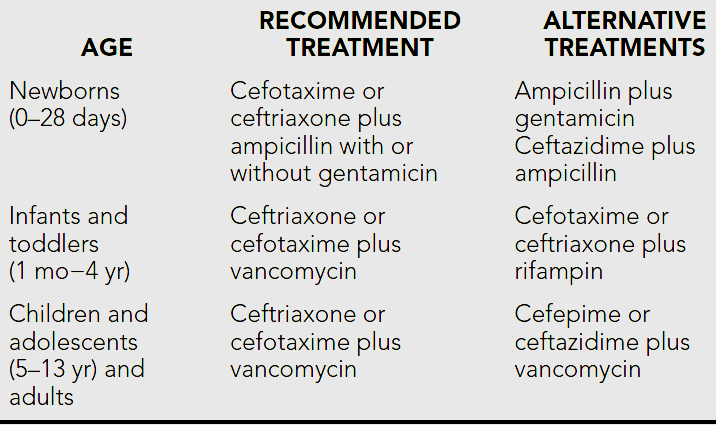 AGE
RECOMMENDED
TREATMENT
ALTERNATIVE
TREATMENTS
Newborns
(0–28 days)
Cefotaxime or
ceftriaxone plus
ampicillin with or
without gentamicin
Ampicillin plus
gentamicin
Ceftazidime plus
ampicillin
Infants and
toddlers
(1 mo–4 yr)
Ceftriaxone or
cefotaxime plus
vancomycin
Cefotaxime or
ceftriaxone plus
rifampin
Children and
adolescents
(5–13 yr) and
adults
Ceftriaxone or
cefotaxime plus
vancomycin
Cefepime or
ceftazidime plus
vancomycin